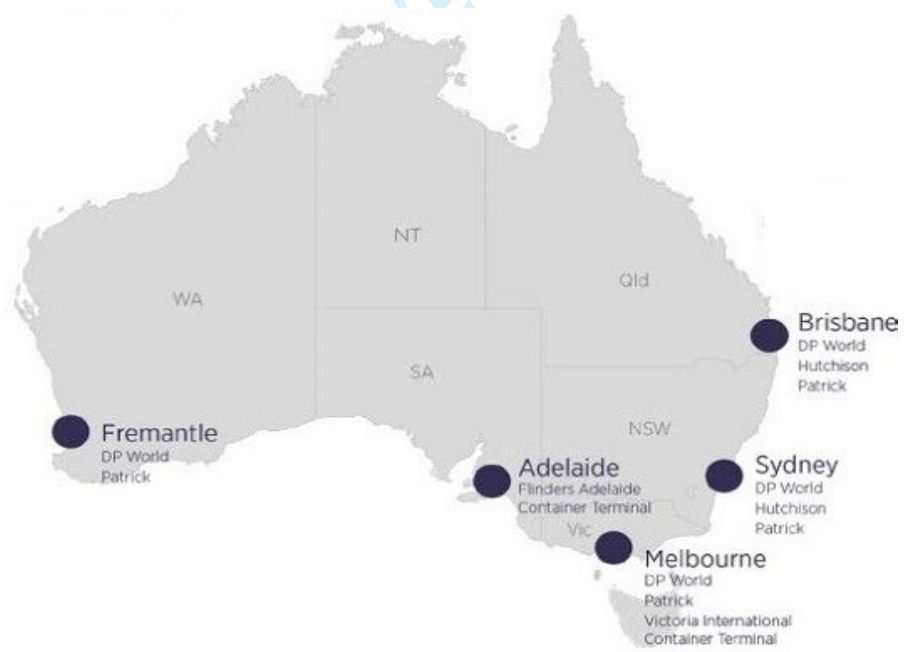 NT
Qld
WA
Brisbane
DP World
Hutchison
Patrick
SA
NSW
Fremantle
DP World
Patrick
Adelaide
Flinders Adelaide
Container Terminal
Sydney
DP World
Hutchison
Patrick
Vic
Melbourne
DP World
Patrick
Victoria International
Container Terminal